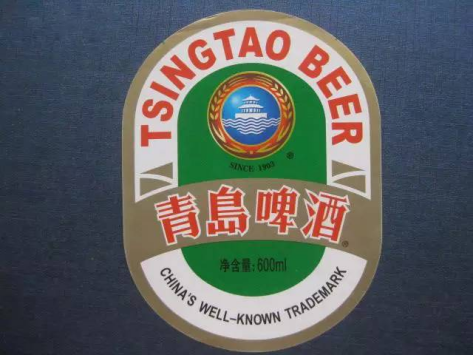 TSINGTAO BEER
SINCE 1903
®
青島啤酒
®
净含量:600ml
CHINA'S WELL-KNOWN TRADEMARK